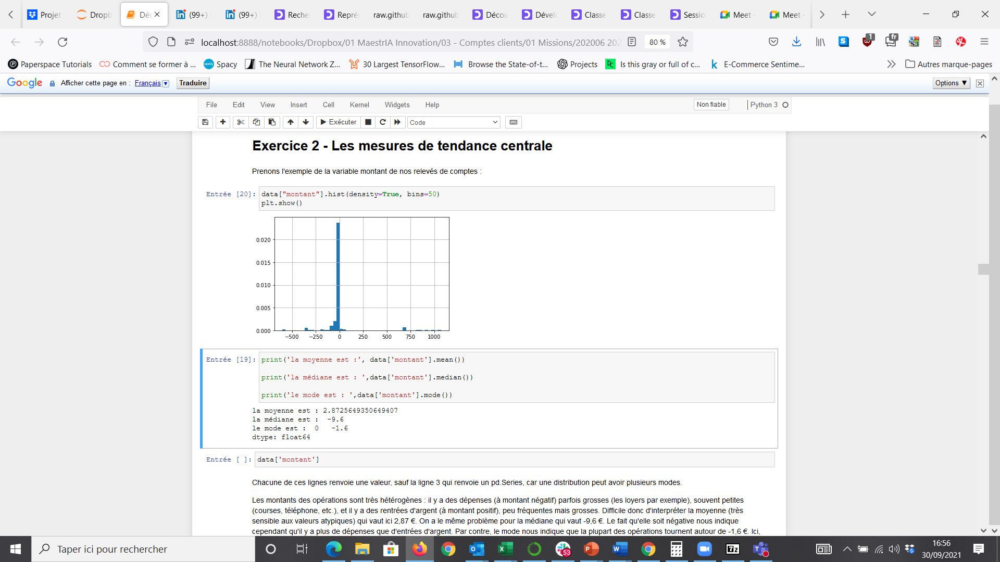 Projet
Dropb
Déc
(99+)
(99+)
Recher
Représ
raw.github
raw.github
Décou
Dével
Classe
Classe
Sessio
Meet -
Meet -
localhost:8888/notebooks/Dropbox/01 MaestrIA Innovation/03 - Comptes clients/01 Missions/202006 202
80 %
1
fr
Paperspace Tutorials
Comment se former à ...
Spacy
The Neural Network Z...
30 Largest TensorFlow...
Browse the State-of-t...
Projects
Is this gray or full of c...
E-Commerce Sentime...
Autres marque-pages
Google
Afficher cette page en :
Français
Traduire
Options ▼
File
Edit
View
Insert
Cell
Kernel
Widgets
Help
Non fiable
Python 3
Exécuter
Code
Exercice 2 - Les mesures de tendance centrale
Prenons l'exemple de la variable montant de nos relevés de comptes :
Entrée [20]:
data["montant"].hist(density=True, bins=50)
plt.show()
0.020
0.015
0.010
0.005
0.000
−500
−250
0
250
500
750
1000
Entrée [19]:
print('la moyenne est :', data['montant'].mean())
print('la médiane est : ',data['montant'].median())
print('le mode est : ',data['montant'].mode())
la moyenne est : 2.8725649350649407
la médiane est :  -9.6
le mode est :  0   -1.6
dtype: float64
Entrée [ ]:
data['montant']
Chacune de ces lignes renvoie une valeur, sauf la ligne 3 qui renvoie un pd.Series, car une distribution peut avoir plusieurs modes.
Les montants des opérations sont très hétérogènes : il y a des dépenses (à montant négatif) parfois grosses (les loyers par exemple), souvent petites
(courses, téléphone, etc.), et il y a des rentrées d'argent (à montant positif), peu fréquentes mais grosses. Difficile donc d'interpréter la moyenne (très
sensible aux valeurs atypiques) qui vaut ici 2,87 €. On a le même problème pour la médiane qui vaut -9,6 €. Le fait qu'elle soit négative nous indique
cependant qu'il y a plus de dépenses que d'entrées d'argent. Par contre, le mode nous indique que la plupart des opérations tournent autour de -1,6 €. Ici,
Taper ici pour rechercher
53
16:56
30/09/2021